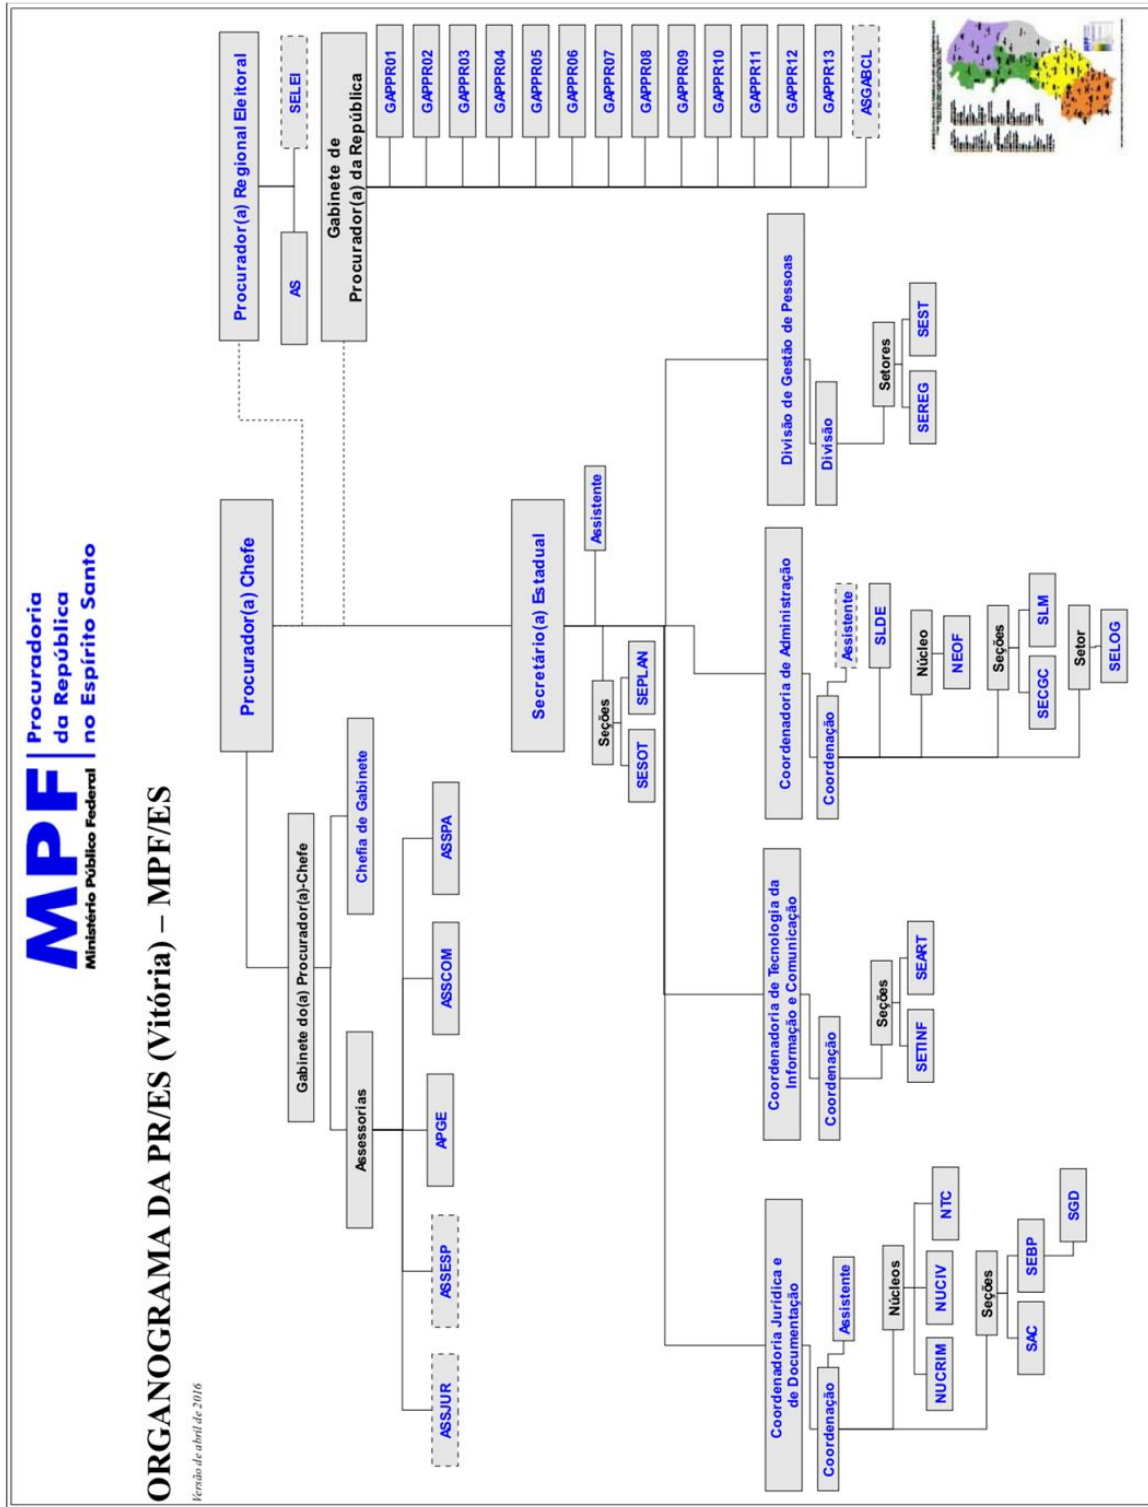 MPF
Ministério Público Federal
Procuradoria
da República
no Espírito Santo
ORGANOGRAMA DA PR/ES (Vitória) – MPF/ES
Versão de abril de 2016
Procurador(a) Chefe
Procurador(a) Regional Eleitoral
AS
SELEI
Gabinete de
Procurador(a) da República
GAPPR01
GAPPR02
GAPPR03
GAPPR04
GAPPR05
GAPPR06
GAPPR07
GAPPR08
GAPPR09
GAPPR10
GAPPR11
GAPPR12
GAPPR13
ASGABCL
Gabinete do(a) Procurador(a)-Chefe
Assessorias
Chefia de Gabinete
ASSJUR
ASSESP
APGE
ASSCOM
ASSPA
Secretário(a) Estadual
Assistente
Seções
SESOT
SEPLAN
Coordenadoria Jurídica e
de Documentação
Coordenação
Assistente
Núcleos
NUCRIM
NUCIV
NTC
Seções
SAC
SEBP
SGD
Coordenadoria de Tecnologia da
Informação e Comunicação
Coordenação
Seções
SETINF
SEART
Coordenadoria de Administração
Coordenação
Assistente
SLDE
Núcleo
NEOF
Seções
SECGC
SLM
Setor
SELOG
Divisão de Gestão de Pessoas
Divisão
Setores
SEREG
SEST